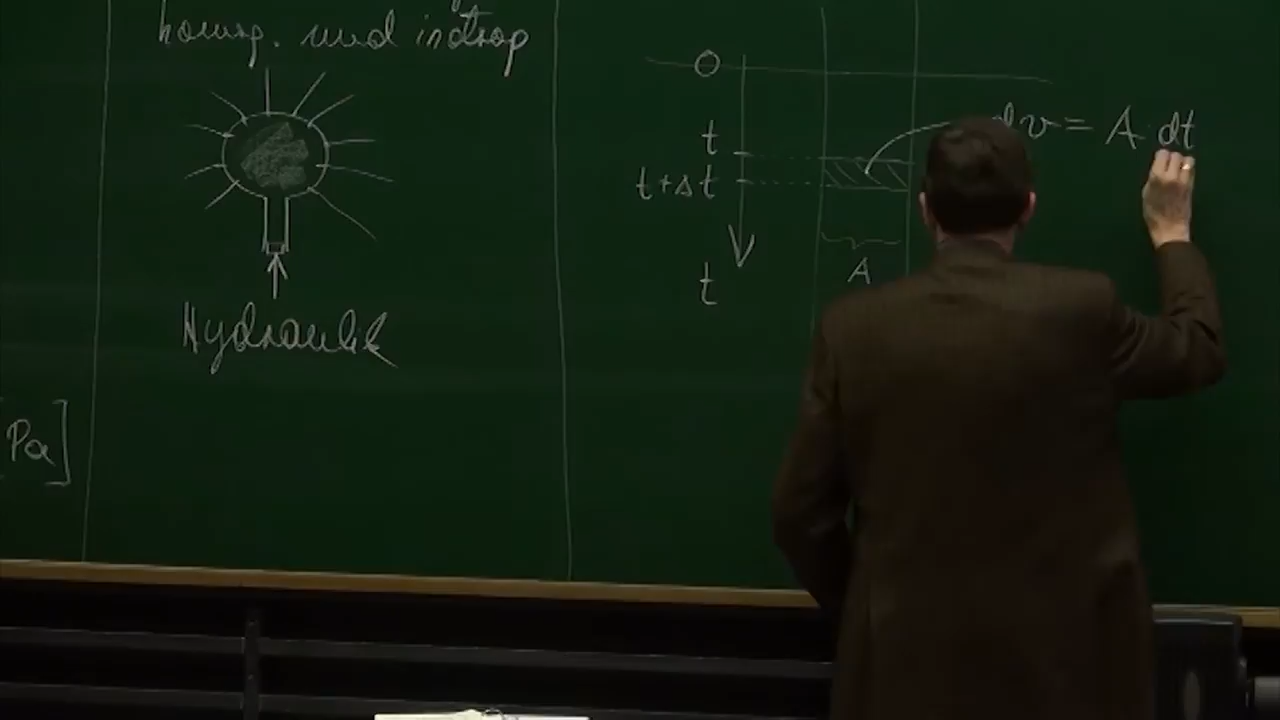 homog. und isotrop
Hydraulik
[Pa]
0
t
t+Δt
t
A
dv = A · dt